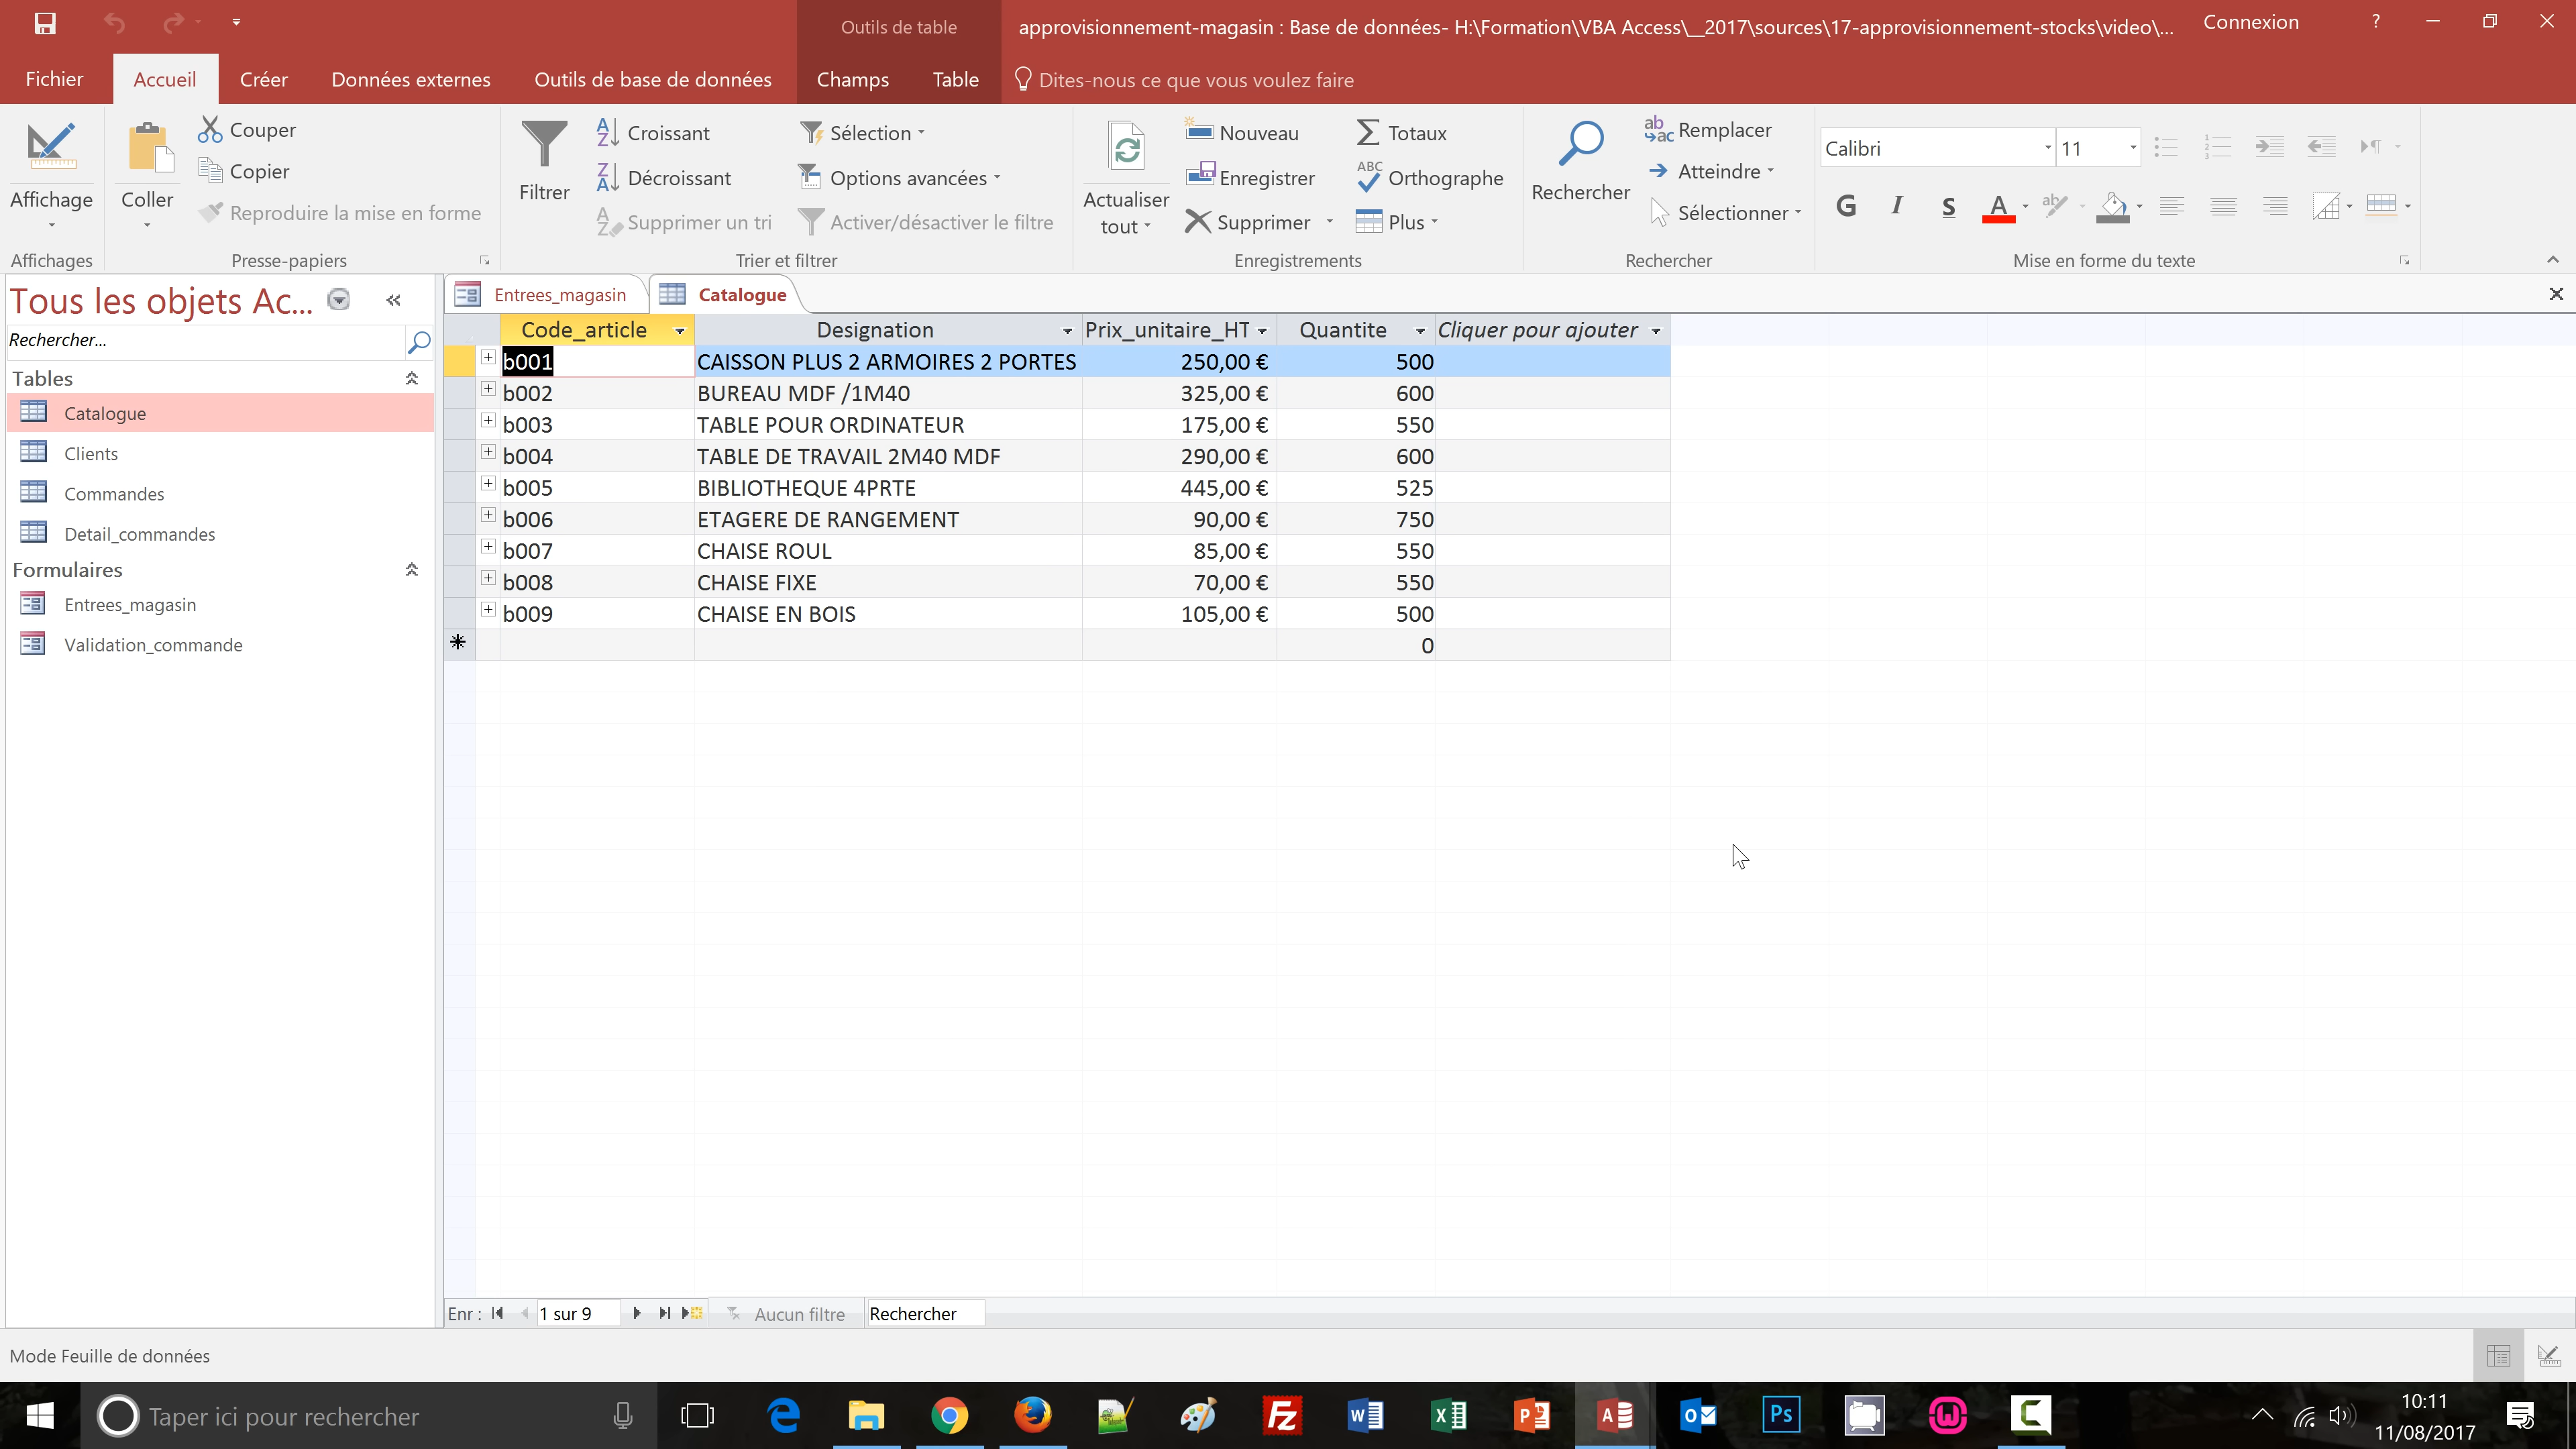 Outils de table
approvisionnement-magasin : Base de données- H:\Formation\VBA Access\__2017\sources\17-approvisionnement-stocks\video\...
Connexion
?
Fichier
Accueil
Créer
Données externes
Outils de base de données
Champs
Table
Dites-nous ce que vous voulez faire
Affichage
Affichages
Coller
Couper
Copier
Reproduire la mise en forme
Presse-papiers
Filtrer
Croissant
Décroissant
Supprimer un tri
Sélection
Options avancées
Activer/désactiver le filtre
Trier et filtrer
Actualiser
tout
Nouveau
Enregistrer
Supprimer
Totaux
Orthographe
Plus
Enregistrements
Rechercher
Remplacer
Atteindre
Sélectionner
Rechercher
Calibri
11
G I S A
Mise en forme du texte
Tous les objets Ac...
Rechercher...
Tables
Catalogue
Clients
Commandes
Detail_commandes
Formulaires
Entrees_magasin
Validation_commande
Entrees_magasin
Catalogue
Code_article Designation Prix_unitaire_HT Quantite Cliquer pour ajouter
b001 CAISSON PLUS 2 ARMOIRES 2 PORTES 250,00 € 500
b002 BUREAU MDF /1M40 325,00 € 600
b003 TABLE POUR ORDINATEUR 175,00 € 550
b004 TABLE DE TRAVAIL 2M40 MDF 290,00 € 600
b005 BIBLIOTHEQUE 4PRTE 445,00 € 525
b006 ETAGERE DE RANGEMENT 90,00 € 750
b007 CHAISE ROUL 85,00 € 550
b008 CHAISE FIXE 70,00 € 550
b009 CHAISE EN BOIS 105,00 € 500
0
Enr : 1 sur 9 Aucun filtre Rechercher
Mode Feuille de données
Taper ici pour rechercher
10:11
11/08/2017